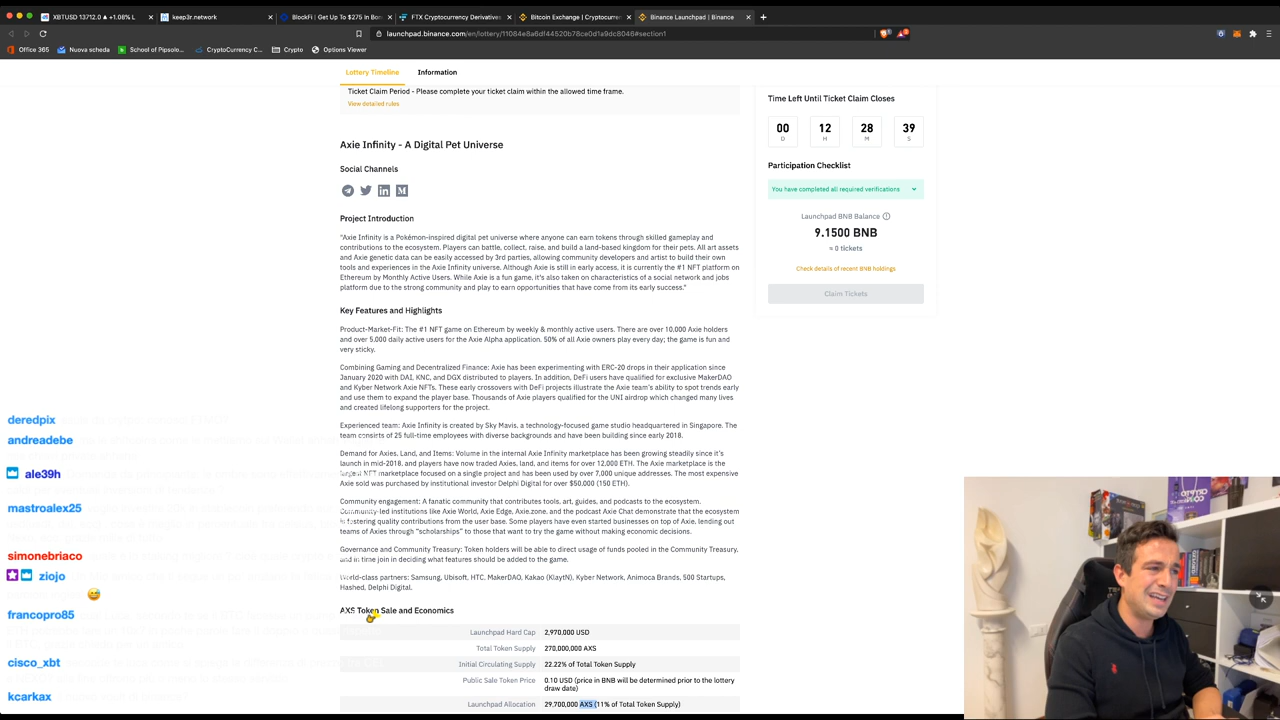 XBTUSD 13712.0 ▲ +1.08% L
keep3r.network
BlockFi | Get Up To $275 in Bon
FTX Cryptocurrency Derivatives
Bitcoin Exchange | Cryptocurren
Binance Launchpad | Binance
launchpad.binance.com/en/lottery/11084e8a6df44520b78ce0d1a9dc8046#section1
Office 365
Nuova scheda
School of Pipsolo...
CryptoCurrency C...
Crypto
Options Viewer
Lottery Timeline
Information
Ticket Claim Period - Please complete your ticket claim within the allowed time frame.
View detailed rules
Axie Infinity - A Digital Pet Universe
Social Channels
Project Introduction
"Axie Infinity is a Pokémon-inspired digital pet universe where anyone can earn tokens through skilled gameplay and
contributions to the ecosystem. Players can battle, collect, raise, and build a land-based kingdom for their pets. All art assets
and Axie genetic data can be easily accessed by 3rd parties, allowing community developers and artist to build their own
tools and experiences in the Axie Infinity universe. Although Axie is still in early access, it is currently the #1 NFT platform on
Ethereum by Monthly Active Users. While Axie is a fun game, it's also taken on characteristics of a social network and jobs
platform due to the strong community and play to earn opportunities that have come from its early success."
Key Features and Highlights
Product-Market-Fit: The #1 NFT game on Ethereum by weekly & monthly active users. There are over 10,000 Axie holders
and over 5,000 daily active users for the Axie Alpha application. 50% of all Axie owners play every day; the game is fun and
very sticky.
Combining Gaming and Decentralized Finance: Axie has been experimenting with ERC-20 drops in their application since
January 2020 with DAI, KNC, and DGX distributed to players. In addition, DeFi users have qualified for exclusive MakerDAO
and Kyber Network Axie NFTs. These early crossovers with DeFi projects illustrate the Axie team's ability to spot trends early
and use them to expand the player base. Thousands of Axie players qualified for the UNI airdrop which changed many lives
and created lifelong supporters for the project.
Experienced team: Axie Infinity is created by Sky Mavis, a technology-focused game studio headquartered in Singapore. The
team consists of 25 full-time employees with diverse backgrounds and have been building since early 2018.
Demand for Axies, Land, and Items: Volume in the internal Axie Infinity marketplace has been growing steadily since it's
launch in mid-2018, and players have now traded Axies, land, and items for over 12,000 ETH. The Axie marketplace is the
largest NFT marketplace focused on a single project and has been used by over 7,000 unique addresses. The most expensive
Axie sold was purchased by institutional investor Delphi Digital for over $50,000 (150 ETH).
Community engagement: A fanatic community that contributes tools, art, guides, and podcasts to the ecosystem.
Community-led institutions like Axie World, Axie Edge, Axie.zone, and the podcast Axie Chat demonstrate that the ecosystem
is fostering quality contributions from the user base. Some players have even started businesses on top of Axie, lending out
teams of Axies through "scholarships" to those that want to try the game without making economic decisions.
Governance and Community Treasury: Token holders will be able to direct usage of funds pooled in the Community Treasury,
and in time join in deciding what features should be added to the game.
World-class partners: Samsung, Ubisoft, HTC, MakerDAO, Kakao (KlaytN), Kyber Network, Animoca Brands, 500 Startups,
Hashed, Delphi Digital.
AXS Token Sale and Economics
Launchpad Hard Cap 2,970,000 USD
Total Token Supply 270,000,000 AXS
Initial Circulating Supply 22.22% of Total Token Supply
Public Sale Token Price 0.10 USD (price in BNB will be determined prior to the lottery
draw date)
Launchpad Allocation 29,700,000 AXS (11% of Total Token Supply)
Time Left Until Ticket Claim Closes
00 12 28 39
D H M S
Participation Checklist
You have completed all required verifications
Launchpad BNB Balance
9.1500 BNB
≈ 0 tickets
Check details of recent BNB holdings
Claim Tickets
deredpix
andreadebe
ale39h
mastroalex25
simonebriaco
ziojo
francopro85
cisco_xbt
kcarkax